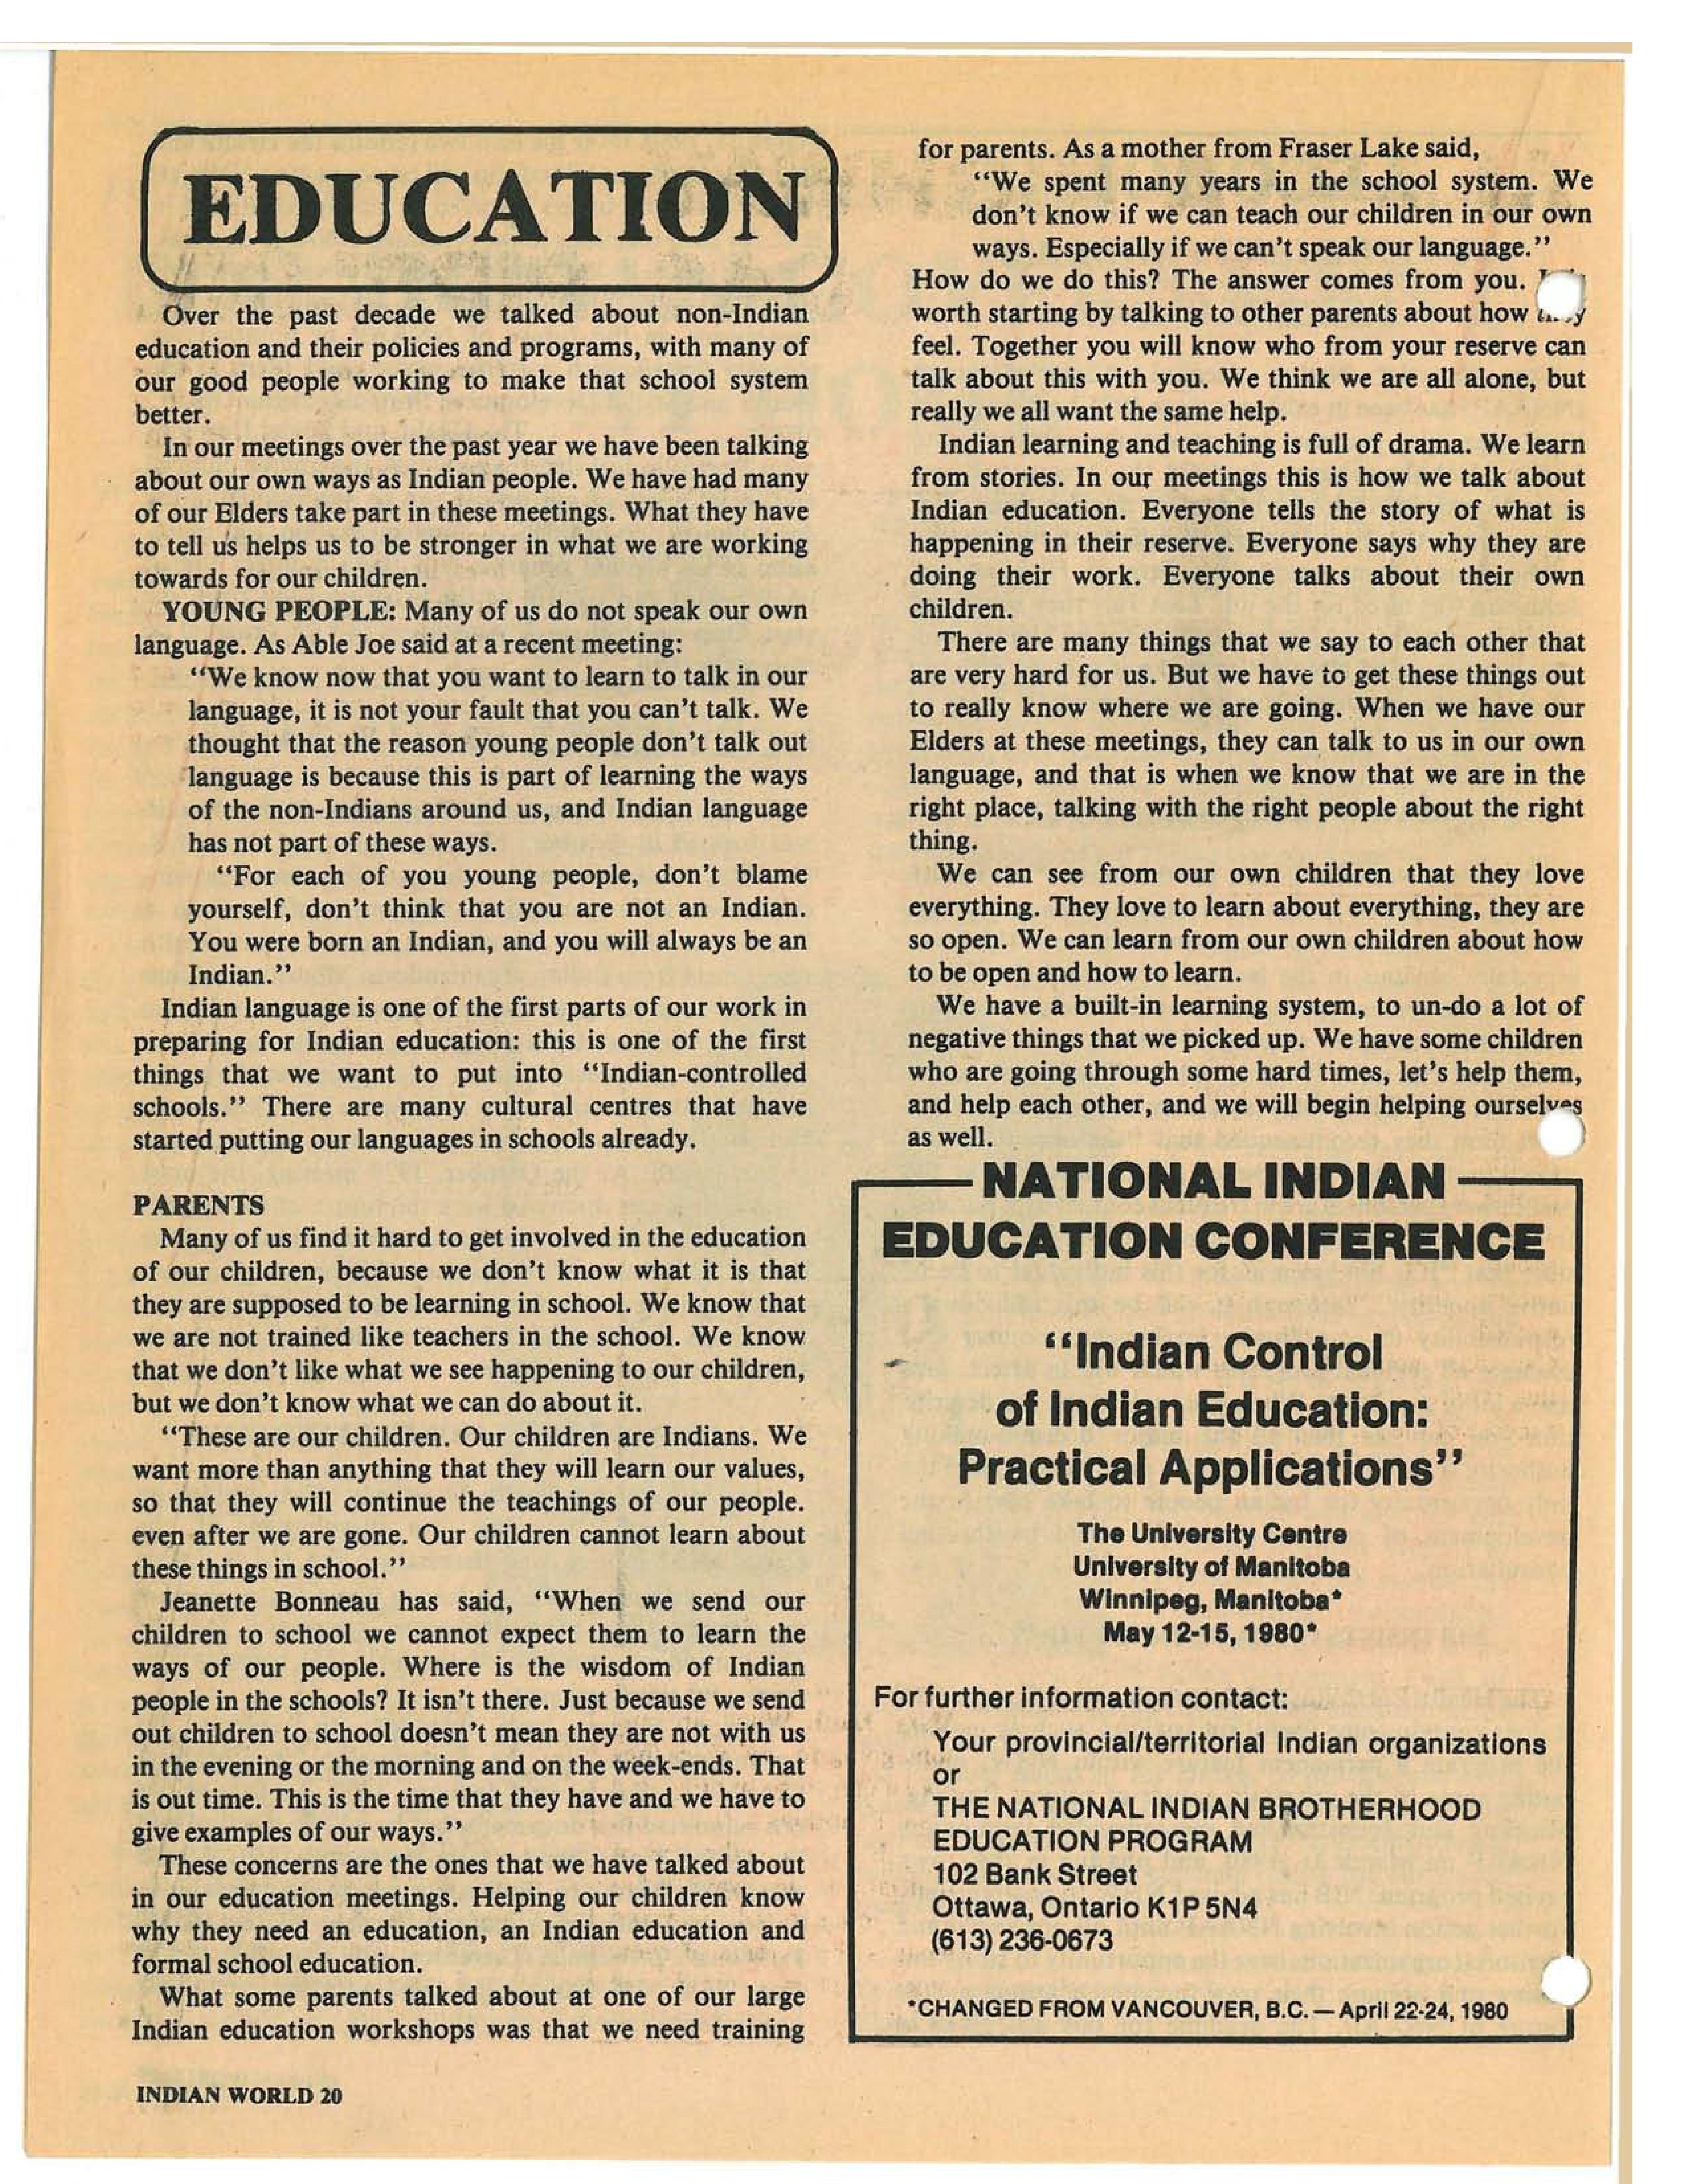 EDUCATION
Over the past decade we talked about non-Indian
education and their policies and programs, with many of
our good people working to make that school system
better.
In our meetings over the past year we have been talking
about our own ways as Indian people. We have had many
of our Elders take part in these meetings. What they have
to tell us helps us to be stronger in what we are working
towards for our children.
YOUNG PEOPLE: Many of us do not speak our own
language. As Able Joe said at a recent meeting:
“We know now that you want to learn to talk in our
language, it is not your fault that you can’t talk. We
thought that the reason young people don’t talk out
language is because this is part of learning the ways
of the non-Indians around us, and Indian language
has not part of these ways.
“For each of you young people, don’t blame
yourself, don’t think that you are not an Indian.
You were born an Indian, and you will always be an
Indian.”
Indian language is one of the first parts of our work in
preparing for Indian education: this is one of the first
things that we want to put into “Indian-controlled
schools.” There are many cultural centres that have
started putting our languages in schools already.
PARENTS
Many of us find it hard to get involved in the education
of our children, because we don’t know what it is that
they are supposed to be learning in school. We know that
we are not trained like teachers in the school. We know
that we don’t like what we see happening to our children,
but we don’t know what we can do about it.
“These are our children. Our children are Indians. We
want more than anything that they will learn our values,
so that they will continue the teachings of our people.
even after we are gone. Our children cannot learn about
these things in school.”
Jeanette Bonneau has said, “When we send our
children to school we cannot expect them to learn the
ways of our people. Where is the wisdom of Indian
people in the schools? It isn’t there. Just because we send
out children to school doesn’t mean they are not with us
in the evening or the morning and on the week-ends. That
is out time. This is the time that they have and we have to
give examples of our ways.”
These concerns are the ones that we have talked about
in our education meetings. Helping our children know
why they need an education, an Indian education and
formal school education.
What some parents talked about at one of our large
Indian education workshops was that we need training
for parents. As a mother from Fraser Lake said,
“We spent many years in the school system. We
don’t know if we can teach our children in our own
ways. Especially if we can’t speak our language.”
How do we do this? The answer comes from you.
worth starting by talking to other parents about how
feel. Together you will know who from your reserve can
talk about this with you. We think we are all alone, but
really we all want the same help.
Indian learning and teaching is full of drama. We learn
from stories. In our meetings this is how we talk about
Indian education. Everyone tells the story of what is
happening in their reserve. Everyone says why they are
doing their work. Everyone talks about their own
children.
There are many things that we say to each other that
are very hard for us. But we have to get these things out
to really know where we are going. When we have our
Elders at these meetings, they can talk to us in our own
language, and that is when we know that we are in the
right place, talking with the right people about the right
thing.
We can see from our own children that they love
everything. They love to learn about everything, they are
so open. We can learn from our own children about how
to be open and how to learn.
We have a built-in learning system, to un-do a lot of
negative things that we picked up. We have some children
who are going through some hard times, let’s help them,
and help each other, and we will begin helping ourselves
as well.
NATIONAL INDIAN
EDUCATION CONFERENCE
“Indian Control
of Indian Education:
Practical Applications”
The University Centre
University of Manitoba
Winnipeg, Manitoba*
May 12-15, 1980*
For further information contact:
Your provincial/territorial Indian organizations
or
THE NATIONAL INDIAN BROTHERHOOD
EDUCATION PROGRAM
102 Bank Street
Ottawa, Ontario K1P 5N4
(613) 236-0673
*CHANGED FROM VANCOUVER, B.C. — April 22-24, 1980
INDIAN WORLD 20